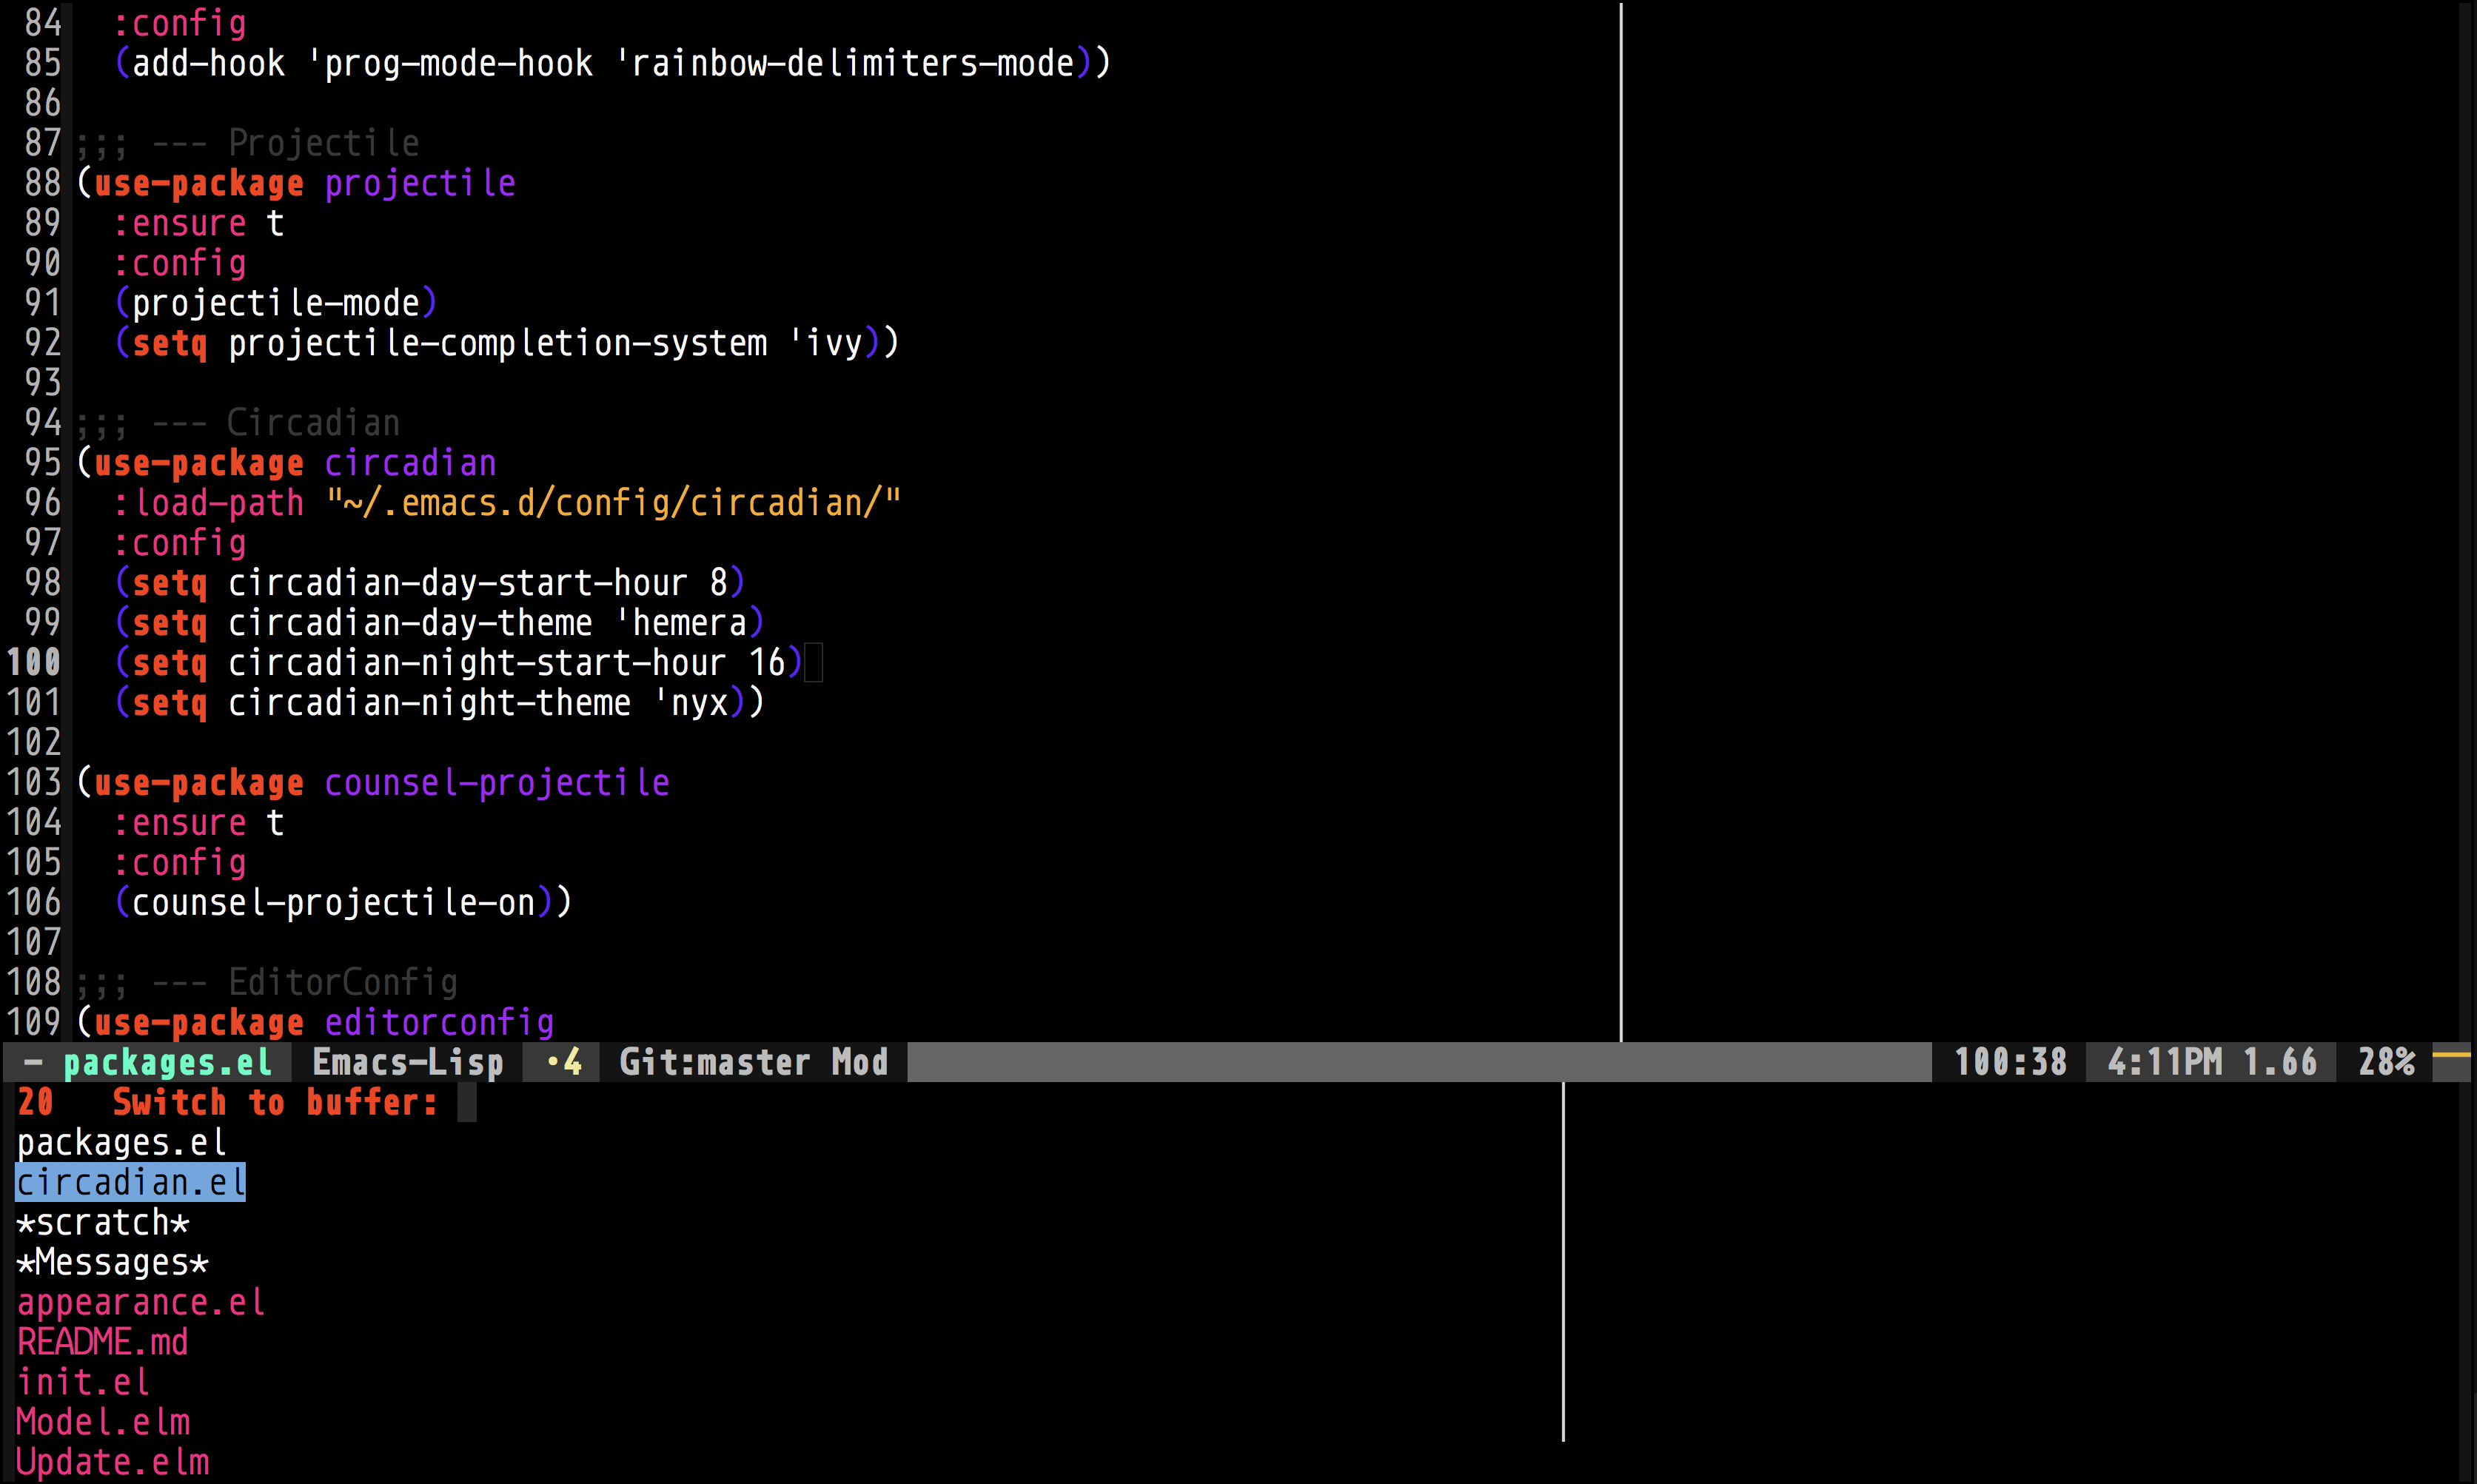 84 :config
85 (add-hook 'prog-mode-hook 'rainbow-delimiters-mode))
86
87 ;;; --- Projectile
88 (use-package projectile
89 :ensure t
90 :config
91 (projectile-mode)
92 (setq projectile-completion-system 'ivy))
93
94 ;;; --- Circadian
95 (use-package circadian
96 :load-path "~/.emacs.d/config/circadian/"
97 :config
98 (setq circadian-day-start-hour 8)
99 (setq circadian-day-theme 'hemera)
100 (setq circadian-night-start-hour 16)
101 (setq circadian-night-theme 'nyx))
102
103 (use-package counsel-projectile
104 :ensure t
105 :config
106 (counsel-projectile-on))
107
108 ;;; --- EditorConfig
109 (use-package editorconfig
- packages.el Emacs-Lisp •4 Git:master Mod 100:38 4:11PM 1.66 28%
20 Switch to buffer:
packages.el
circadian.el
*scratch*
*Messages*
appearance.el
README.md
init.el
Model.elm
Update.elm